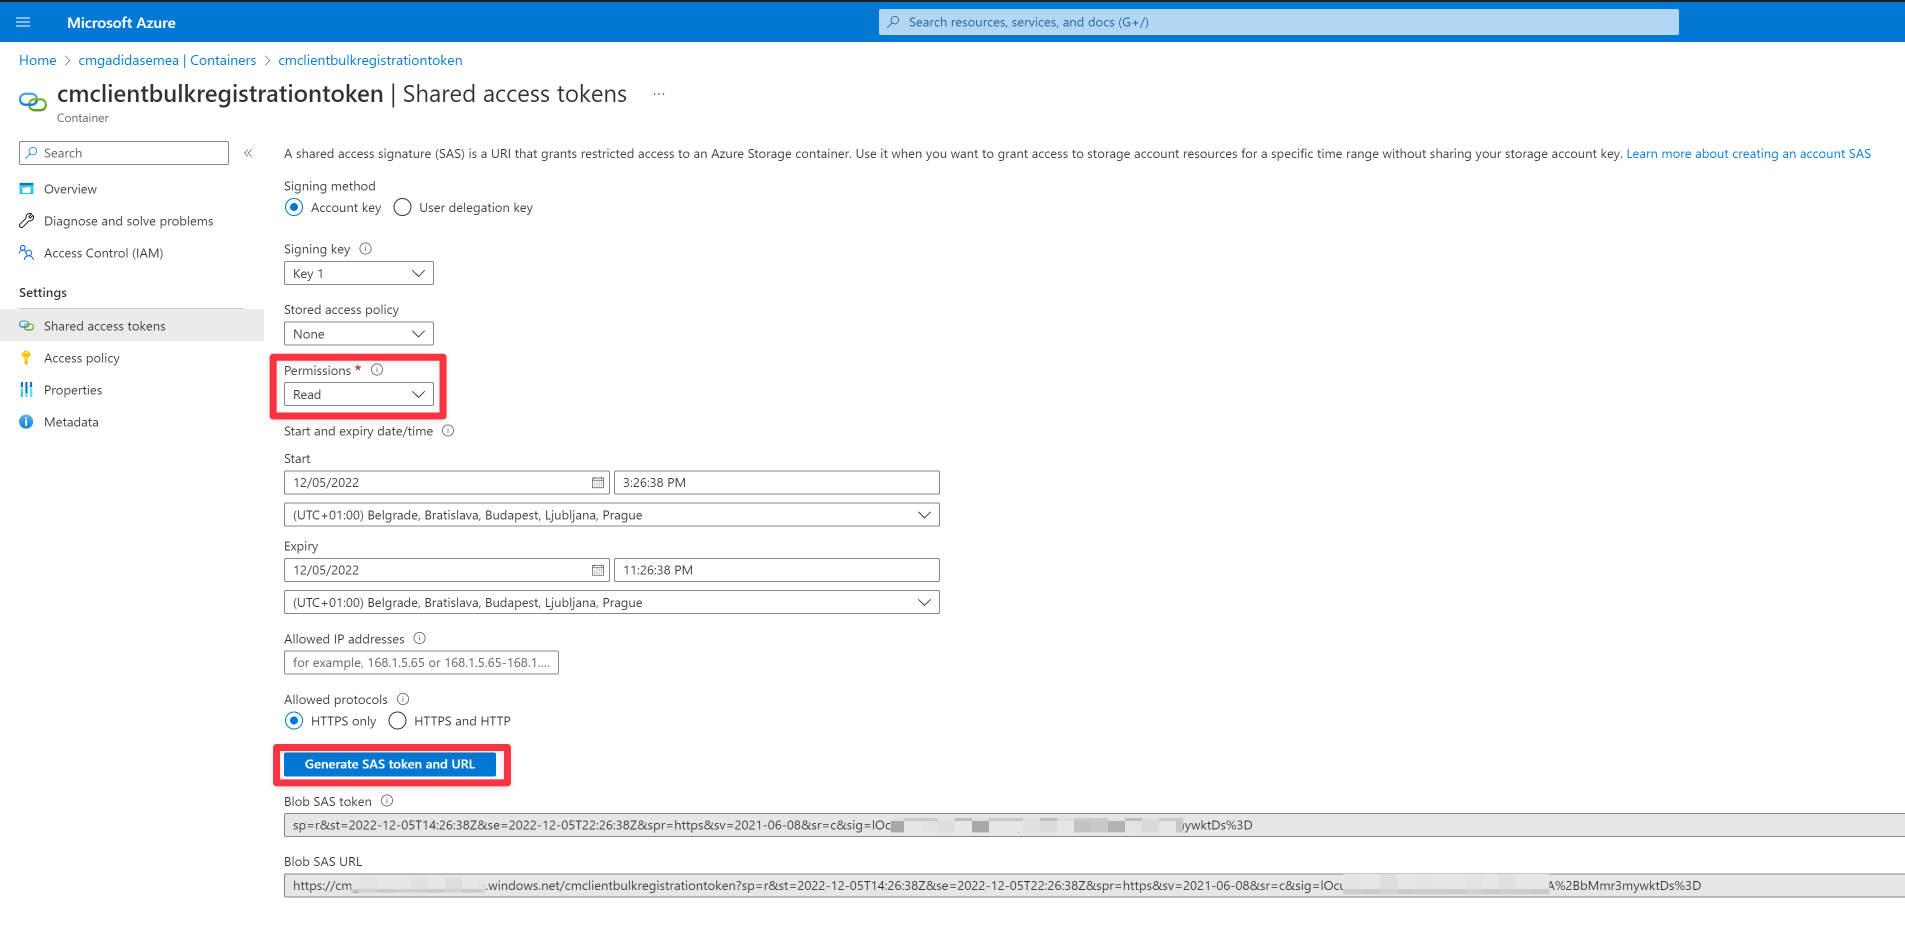 Microsoft Azure
Search resources, services, and docs (G+/)
Home > cmgadidasemea | Containers > cmclientbulkregistrationtoken
cmclientbulkregistrationtoken | Shared access tokens ...
Container
Search «
Overview
Diagnose and solve problems
Access Control (IAM)
Settings
Shared access tokens
Access policy
Properties
Metadata
A shared access signature (SAS) is a URI that grants restricted access to an Azure Storage container. Use it when you want to grant access to storage account resources for a specific time range without sharing your storage account key. Learn more about creating an account SAS
Signing method
Account key User delegation key
Signing key
Key 1
Stored access policy
None
Permissions *
Read
Start and expiry date/time
Start
12/05/2022 3:26:38 PM
(UTC+01:00) Belgrade, Bratislava, Budapest, Ljubljana, Prague
Expiry
12/05/2022 11:26:38 PM
(UTC+01:00) Belgrade, Bratislava, Budapest, Ljubljana, Prague
Allowed IP addresses
for example, 168.1.5.65 or 168.1.5.65-168.1....
Allowed protocols
HTTPS only HTTPS and HTTP
Generate SAS token and URL
Blob SAS token
sp=r&st=2022-12-05T14:26:38Z&se=2022-12-05T22:26:38Z&spr=https&sv=2021-06-08&sr=c&sig=lOc ywktDs%3D
Blob SAS URL
https://cm .windows.net/cmclientbulkregistrationtoken?sp=r&st=2022-12-05T14:26:38Z&se=2022-12-05T22:26:38Z&spr=https&sv=2021-06-08&sr=c&sig=lOc %2BbMmr3mywktDs%3D